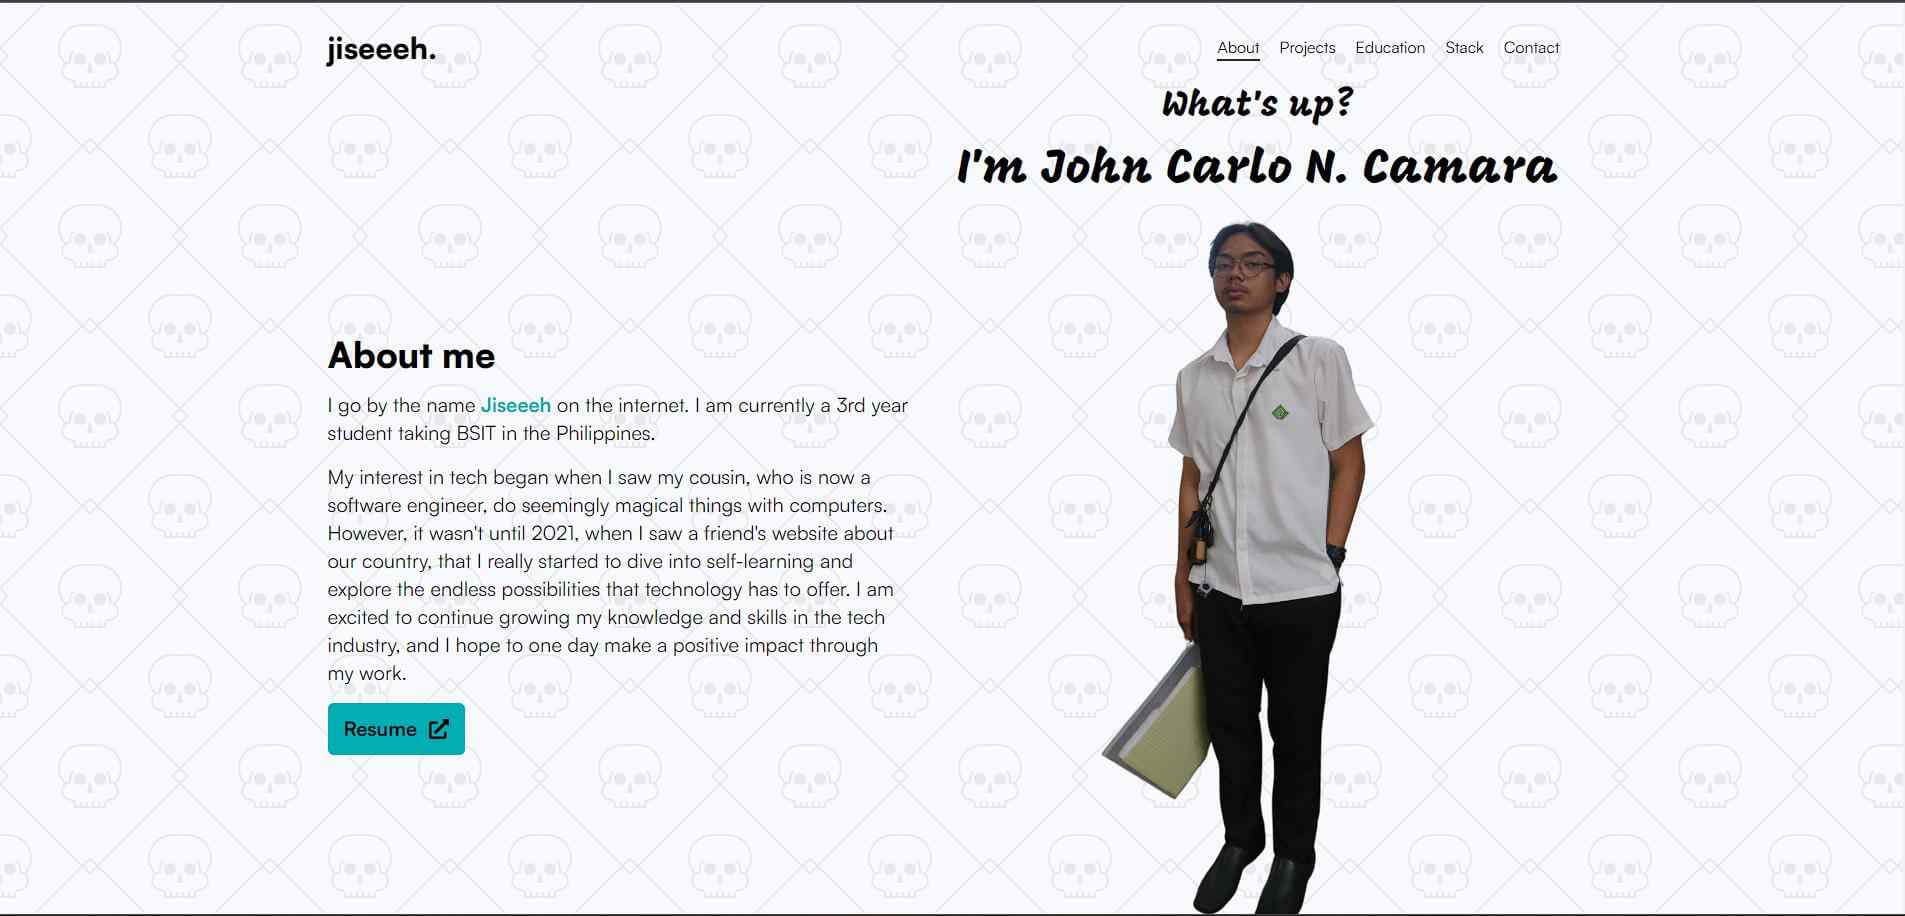 jiseeeh.
About Projects Education Stack Contact
What's up?
I'm John Carlo N. Camara
About me
I go by the name Jiseeeh on the internet. I am currently a 3rd year
student taking BSIT in the Philippines.
My interest in tech began when I saw my cousin, who is now a
software engineer, do seemingly magical things with computers.
However, it wasn't until 2021, when I saw a friend's website about
our country, that I really started to dive into self-learning and
explore the endless possibilities that technology has to offer. I am
excited to continue growing my knowledge and skills in the tech
industry, and I hope to one day make a positive impact through
my work.
Resume